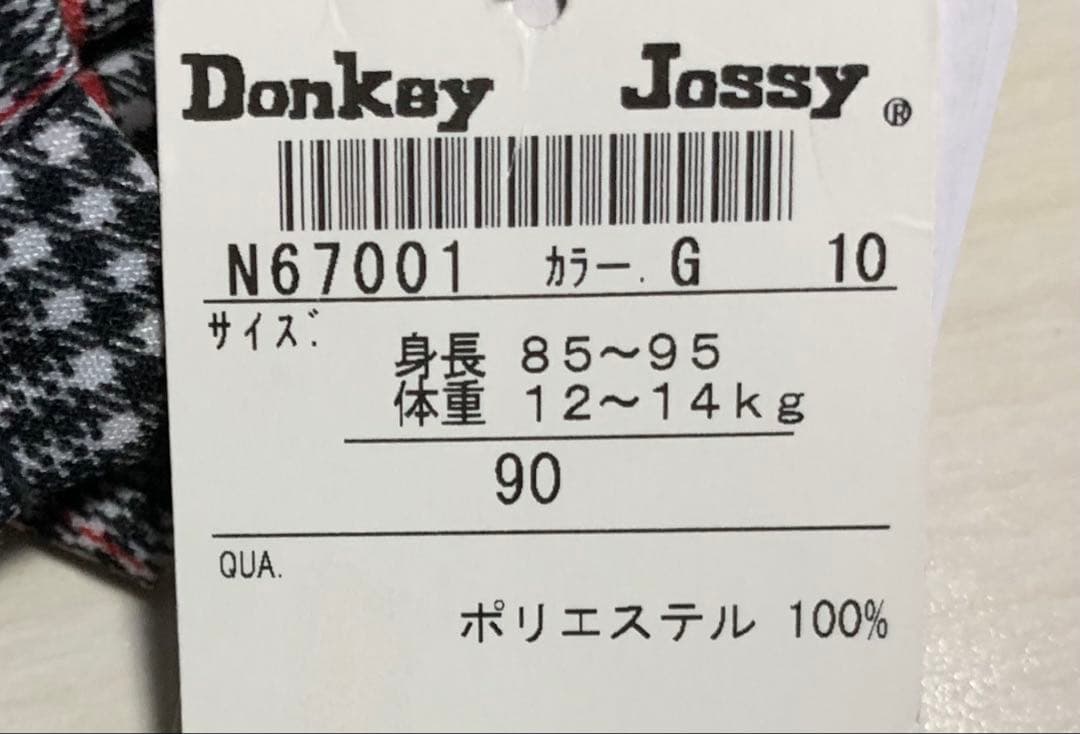 Donkey Jossy®
N67001 ｶﾗｰ. G 10
サイズ:
身長 85〜95
体重 12〜14kg
90
QUA.
ポリエステル 100%